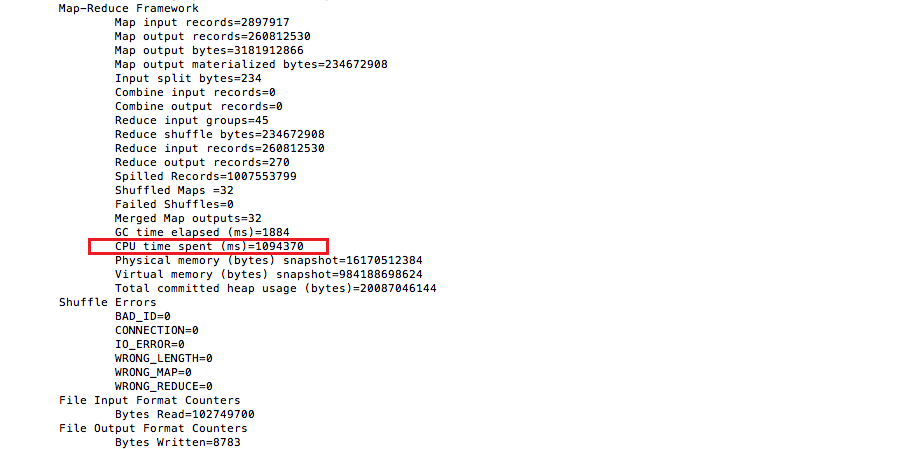 Map-Reduce Framework
Map input records=2897917
Map output records=260812530
Map output bytes=3181912866
Map output materialized bytes=234672908
Input split bytes=234
Combine input records=0
Combine output records=0
Reduce input groups=45
Reduce shuffle bytes=234672908
Reduce input records=260812530
Reduce output records=270
Spilled Records=1007553799
Shuffled Maps =32
Failed Shuffles=0
Merged Map outputs=32
GC time elapsed (ms)=1884
CPU time spent (ms)=1094370
Physical memory (bytes) snapshot=16170512384
Virtual memory (bytes) snapshot=984188698624
Total committed heap usage (bytes)=20087046144
Shuffle Errors
BAD_ID=0
CONNECTION=0
IO_ERROR=0
WRONG_LENGTH=0
WRONG_MAP=0
WRONG_REDUCE=0
File Input Format Counters
Bytes Read=102749700
File Output Format Counters
Bytes Written=8783